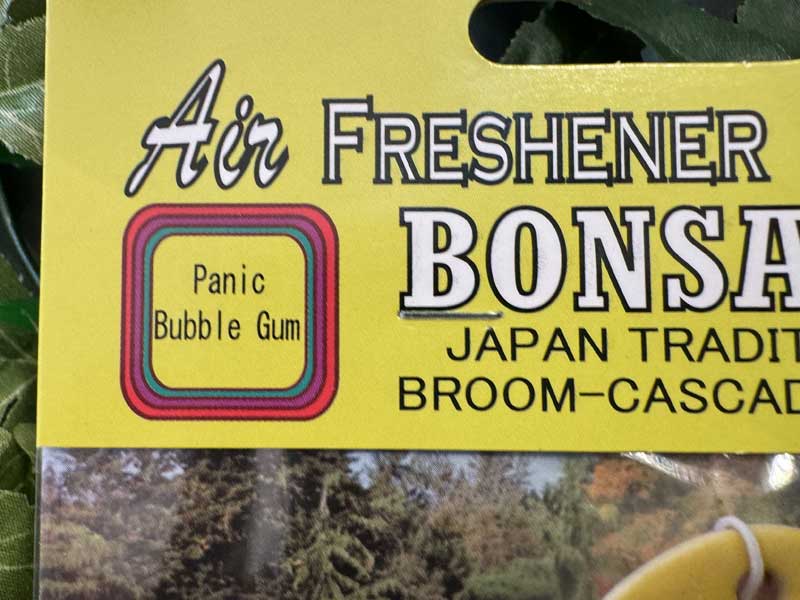 Air FRESHENER
BONSA
Panic
Bubble Gum
JAPAN TRADIT
BROOM-CASCAD